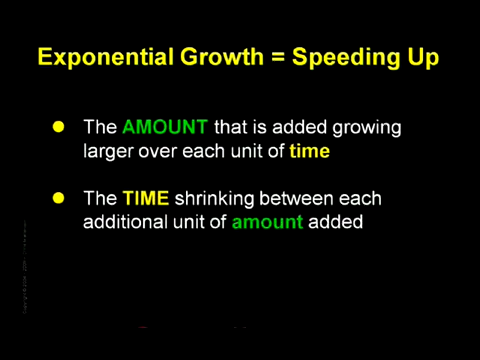 Exponential Growth = Speeding Up
The AMOUNT that is added growing
larger over each unit of time
The TIME shrinking between each
additional unit of amount added